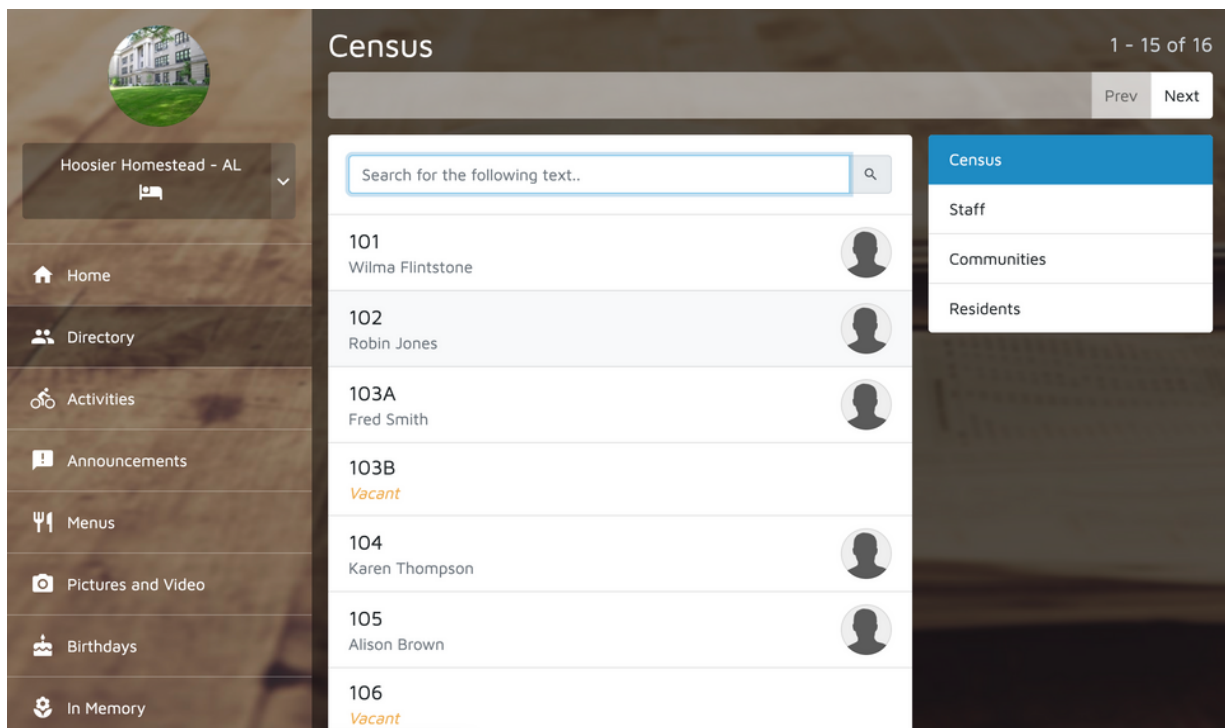 Hoosier Homestead - AL
Home
Directory
Activities
Announcements
Menus
Pictures and Video
Birthdays
In Memory
Census
1 - 15 of 16
Prev Next
Search for the following text..
101
Wilma Flintstone
102
Robin Jones
103A
Fred Smith
103B
Vacant
104
Karen Thompson
105
Alison Brown
106
Vacant
Census
Staff
Communities
Residents